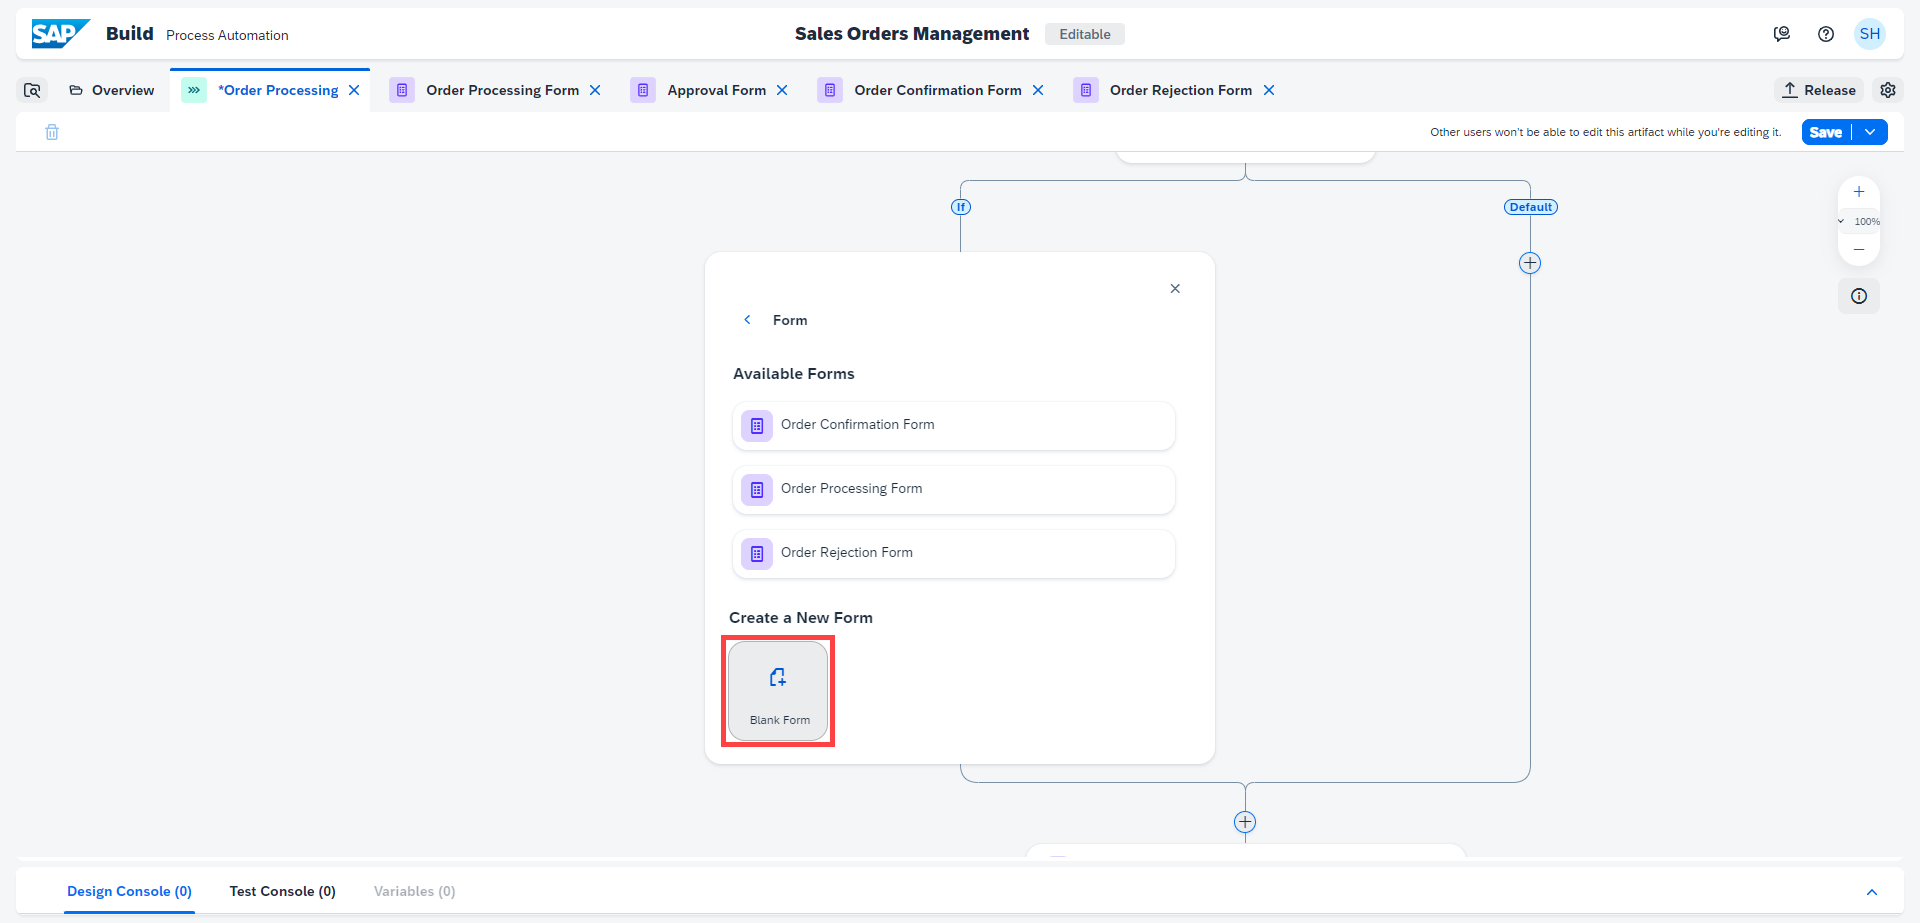 SAP Build Process Automation
Sales Orders Management Editable
SH
Overview *Order Processing Order Processing Form Approval Form Order Confirmation Form Order Rejection Form Release
Other users won't be able to edit this artifact while you're editing it. Save
If
Default
100%
Form
Available Forms
Order Confirmation Form
Order Processing Form
Order Rejection Form
Create a New Form
Blank Form
Design Console (0) Test Console (0) Variables (0)